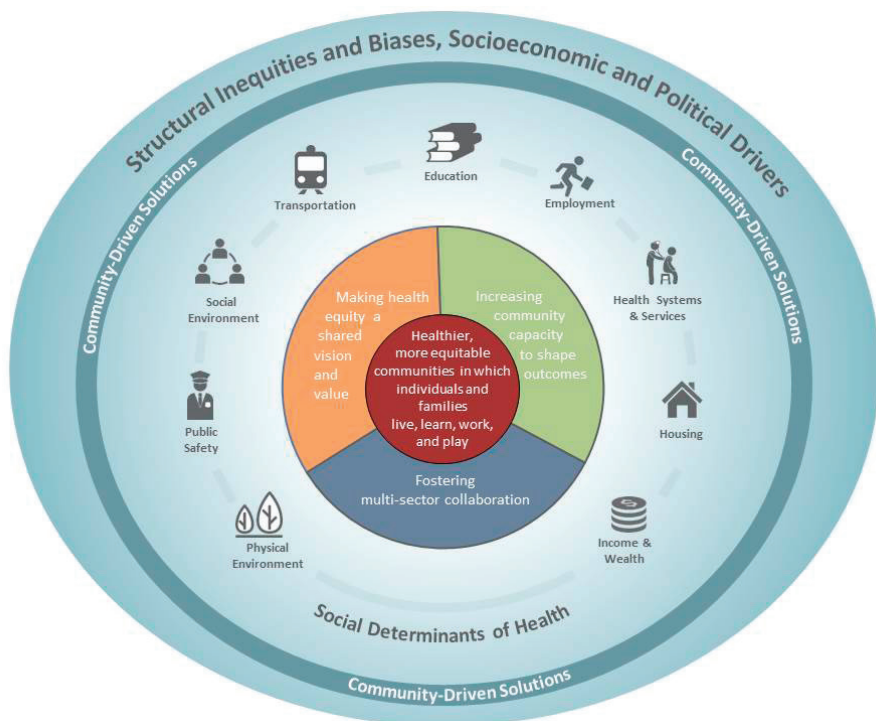 Structural Inequities and Biases, Socioeconomic and Political Drivers
Community-Driven Solutions
Community-Driven Solutions
Education
Transportation
Employment
Social
Environment
Health Systems
& Services
Public
Safety
Housing
Physical
Environment
Income &
Wealth
Making health
equity a
shared
vision
and
value
Increasing
community
capacity
to shape
outcomes
Healthier,
more equitable
communities in which
individuals and
families
live, learn, work,
and play
Fostering
multi-sector collaboration
Social Determinants of Health
Community-Driven Solutions